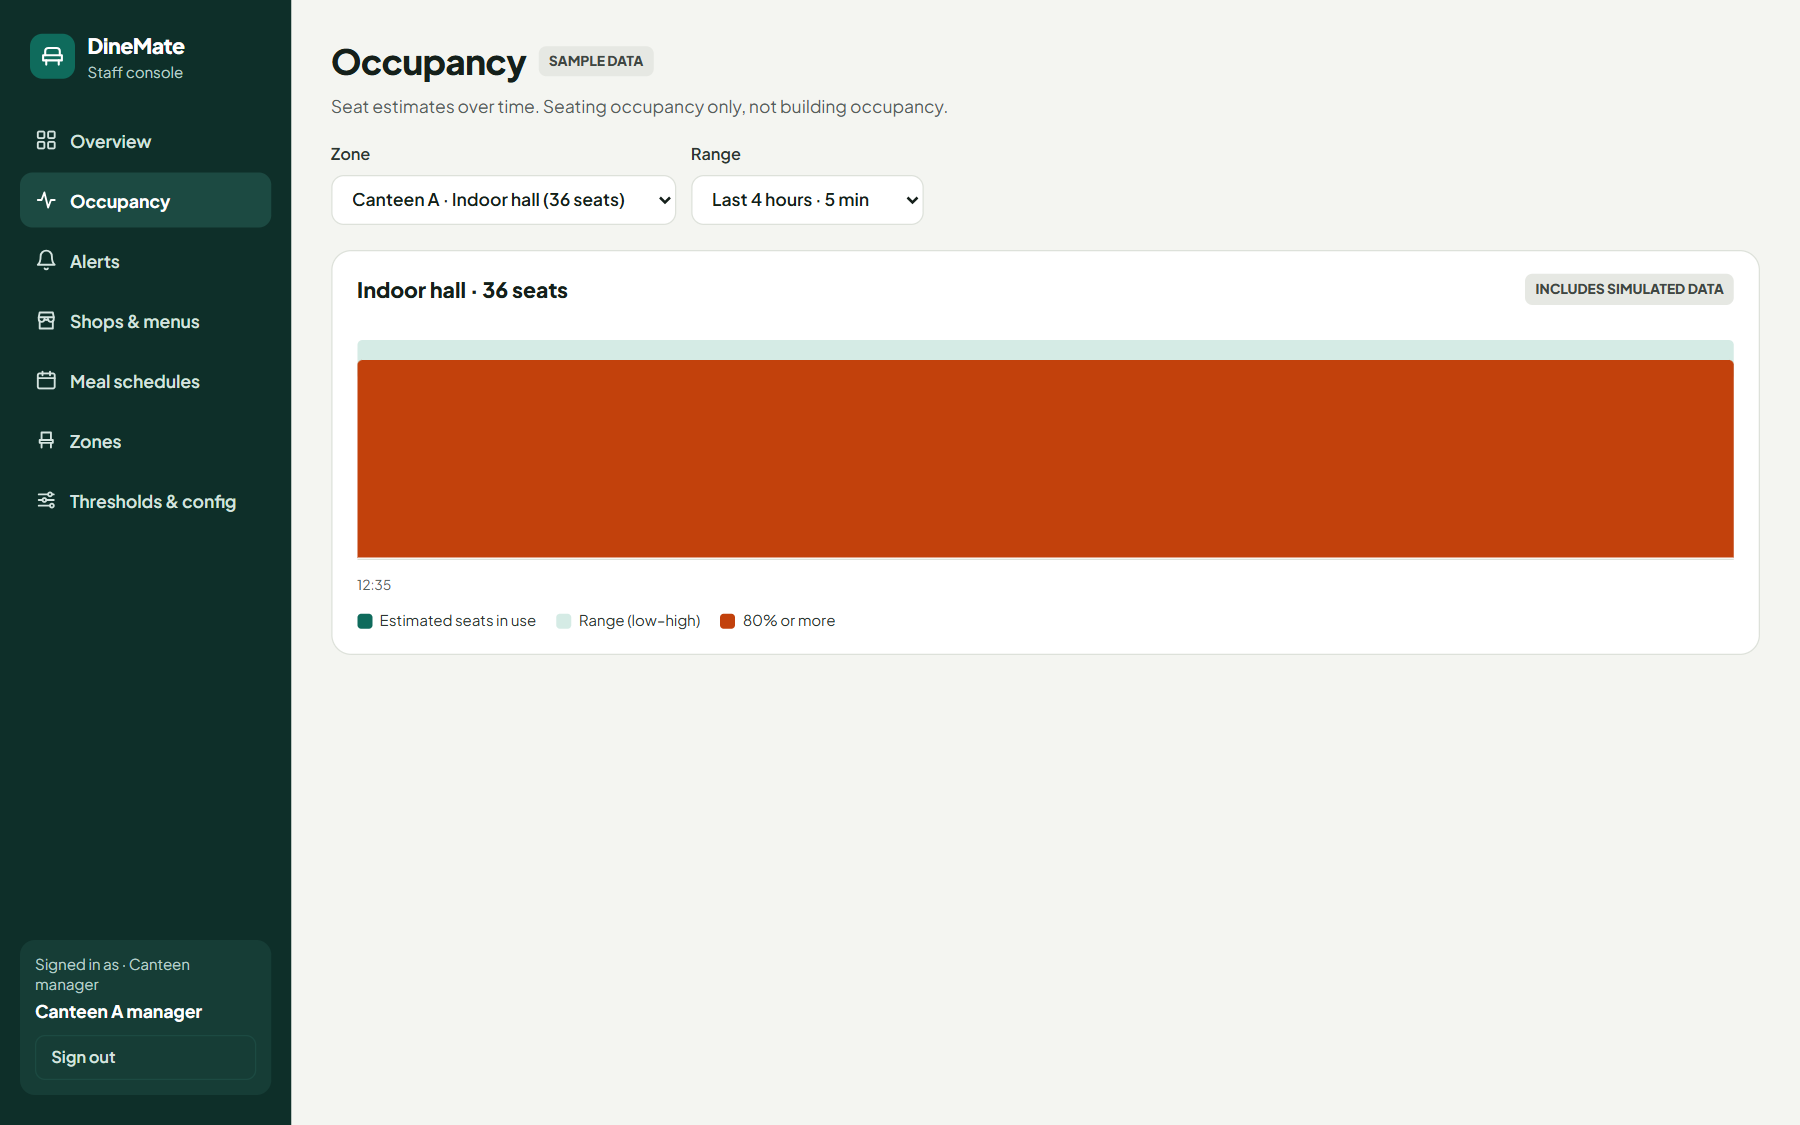 DineMate
Staff console
Overview
Occupancy
Alerts
Shops & menus
Meal schedules
Zones
Thresholds & config
Signed in as · Canteen
manager
Canteen A manager
Sign out
Occupancy
SAMPLE DATA
Seat estimates over time. Seating occupancy only, not building occupancy.
Zone
Range
Canteen A · Indoor hall (36 seats)
Last 4 hours · 5 min
Indoor hall · 36 seats
INCLUDES SIMULATED DATA
12:35
Estimated seats in use
Range (low–high)
80% or more